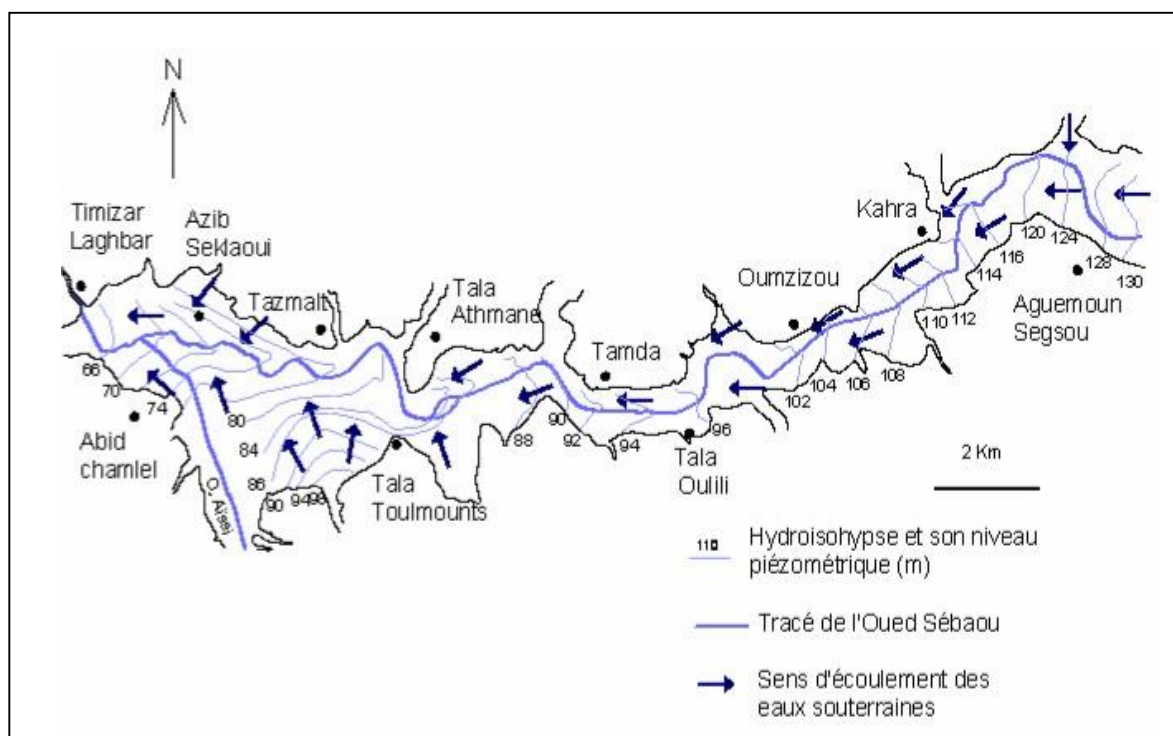 N
Timizar
Laghbar
Azib
Seklaoui
Tazmalt
Tala
Athmane
Tamda
Oumzizou
Kahra
Aguemoun
Segsou
Abid
chamlel
O. Aïssi
Tala
Toulmounts
Tala
Oulili
66
70
74
80
84
86
90
94
98
88
90
92
94
96
102
104
106
108
110
112
114
116
120
124
128
130
2 Km
Hydroisohypse et son niveau
piézométrique (m)
Tracé de l'Oued Sébaou
Sens d'écoulement des
eaux souterraines